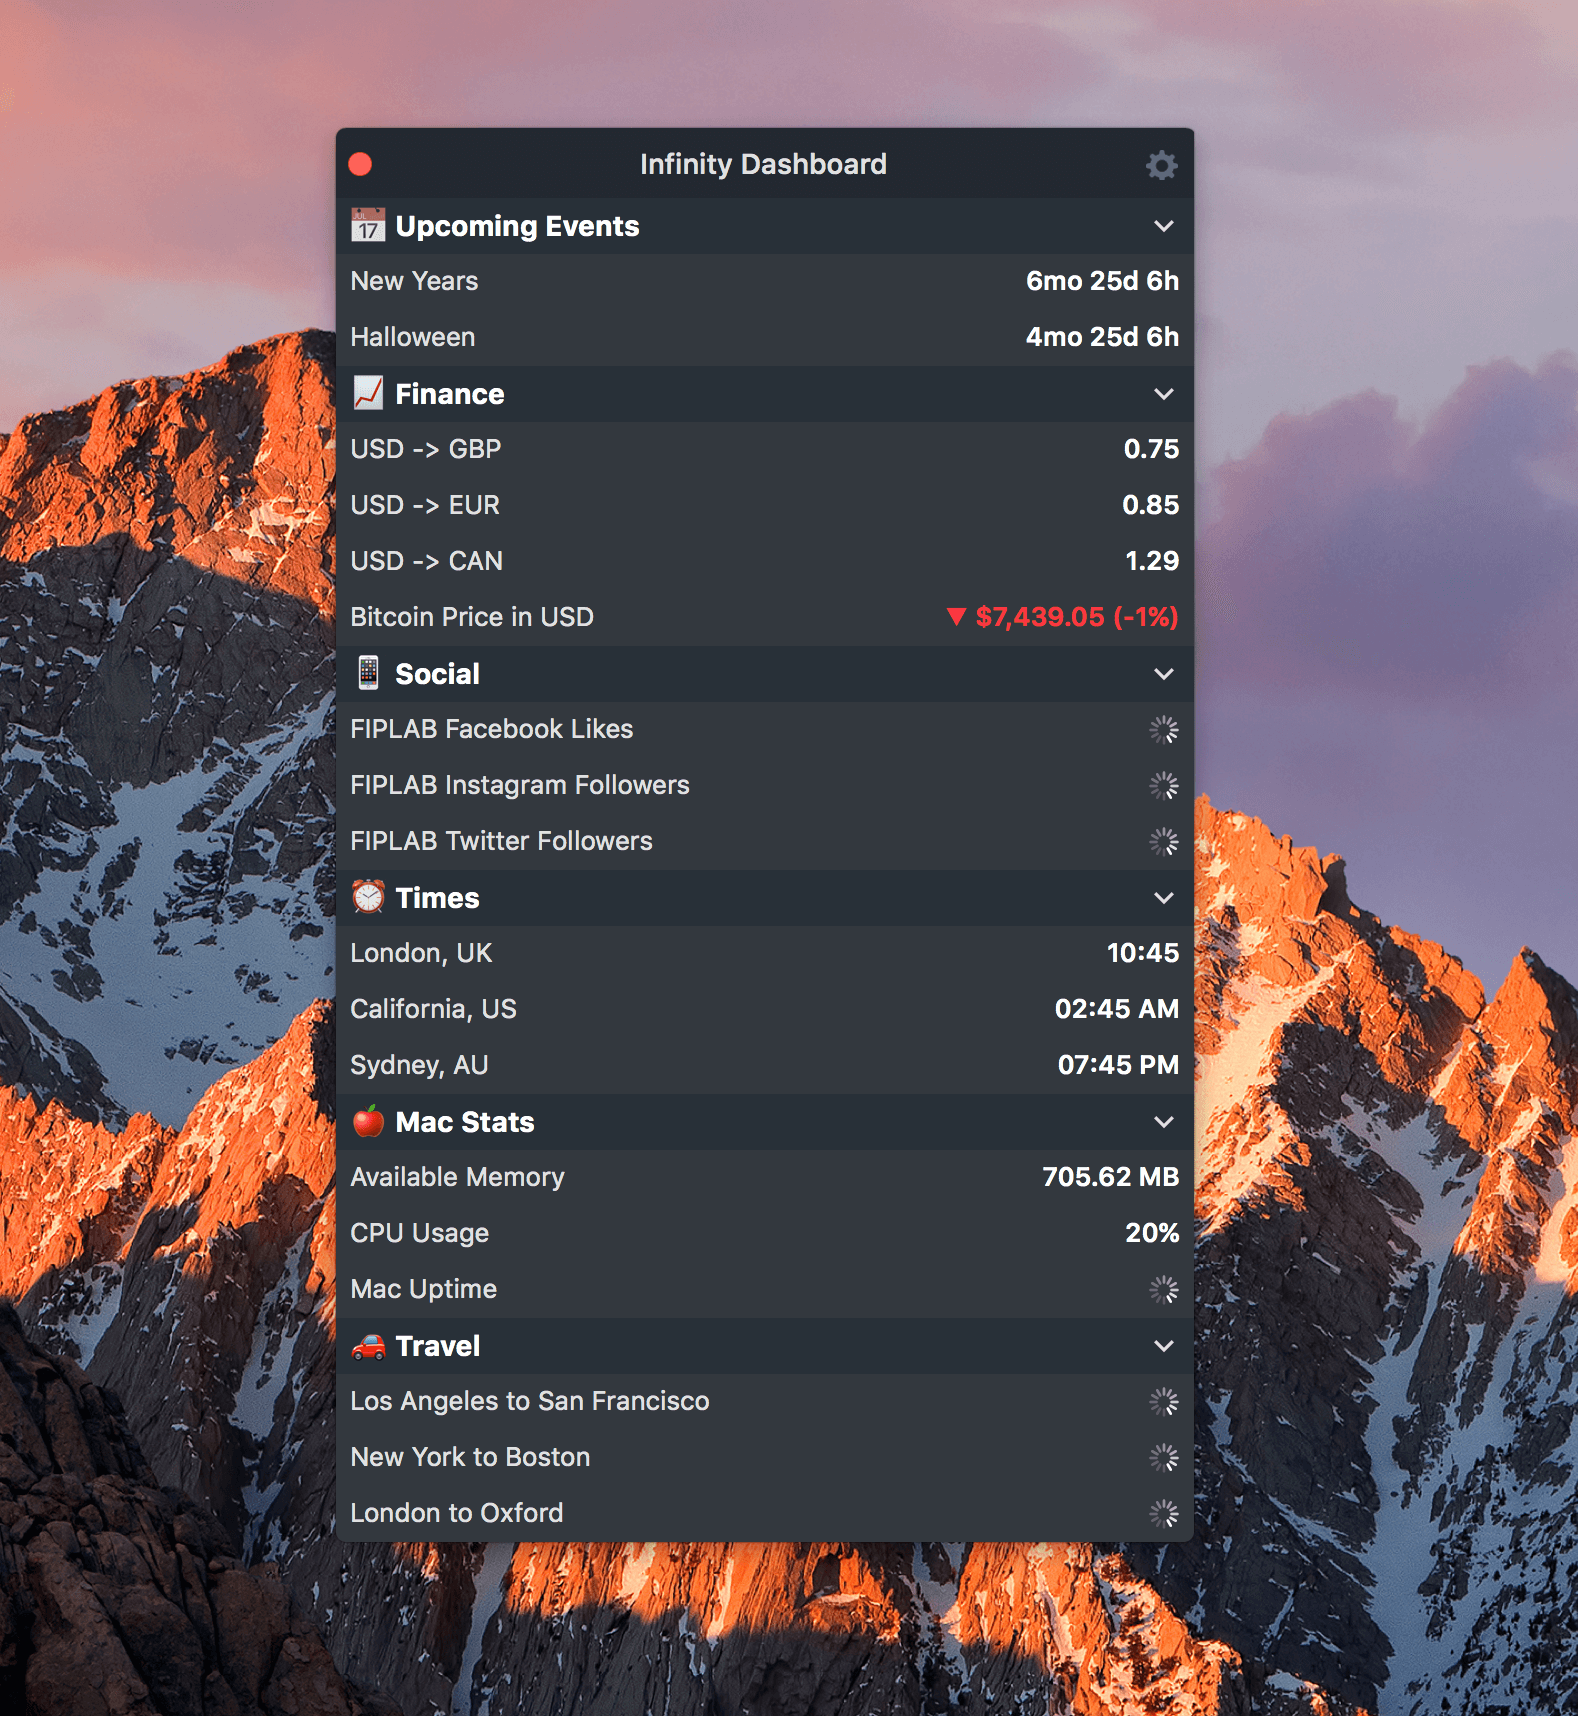 Infinity Dashboard
JUL
17
Upcoming Events
New Years 6mo 25d 6h
Halloween 4mo 25d 6h
Finance
USD -> GBP 0.75
USD -> EUR 0.85
USD -> CAN 1.29
Bitcoin Price in USD ▼ $7,439.05 (-1%)
Social
FIPLAB Facebook Likes
FIPLAB Instagram Followers
FIPLAB Twitter Followers
Times
London, UK 10:45
California, US 02:45 AM
Sydney, AU 07:45 PM
Mac Stats
Available Memory 705.62 MB
CPU Usage 20%
Mac Uptime
Travel
Los Angeles to San Francisco
New York to Boston
London to Oxford